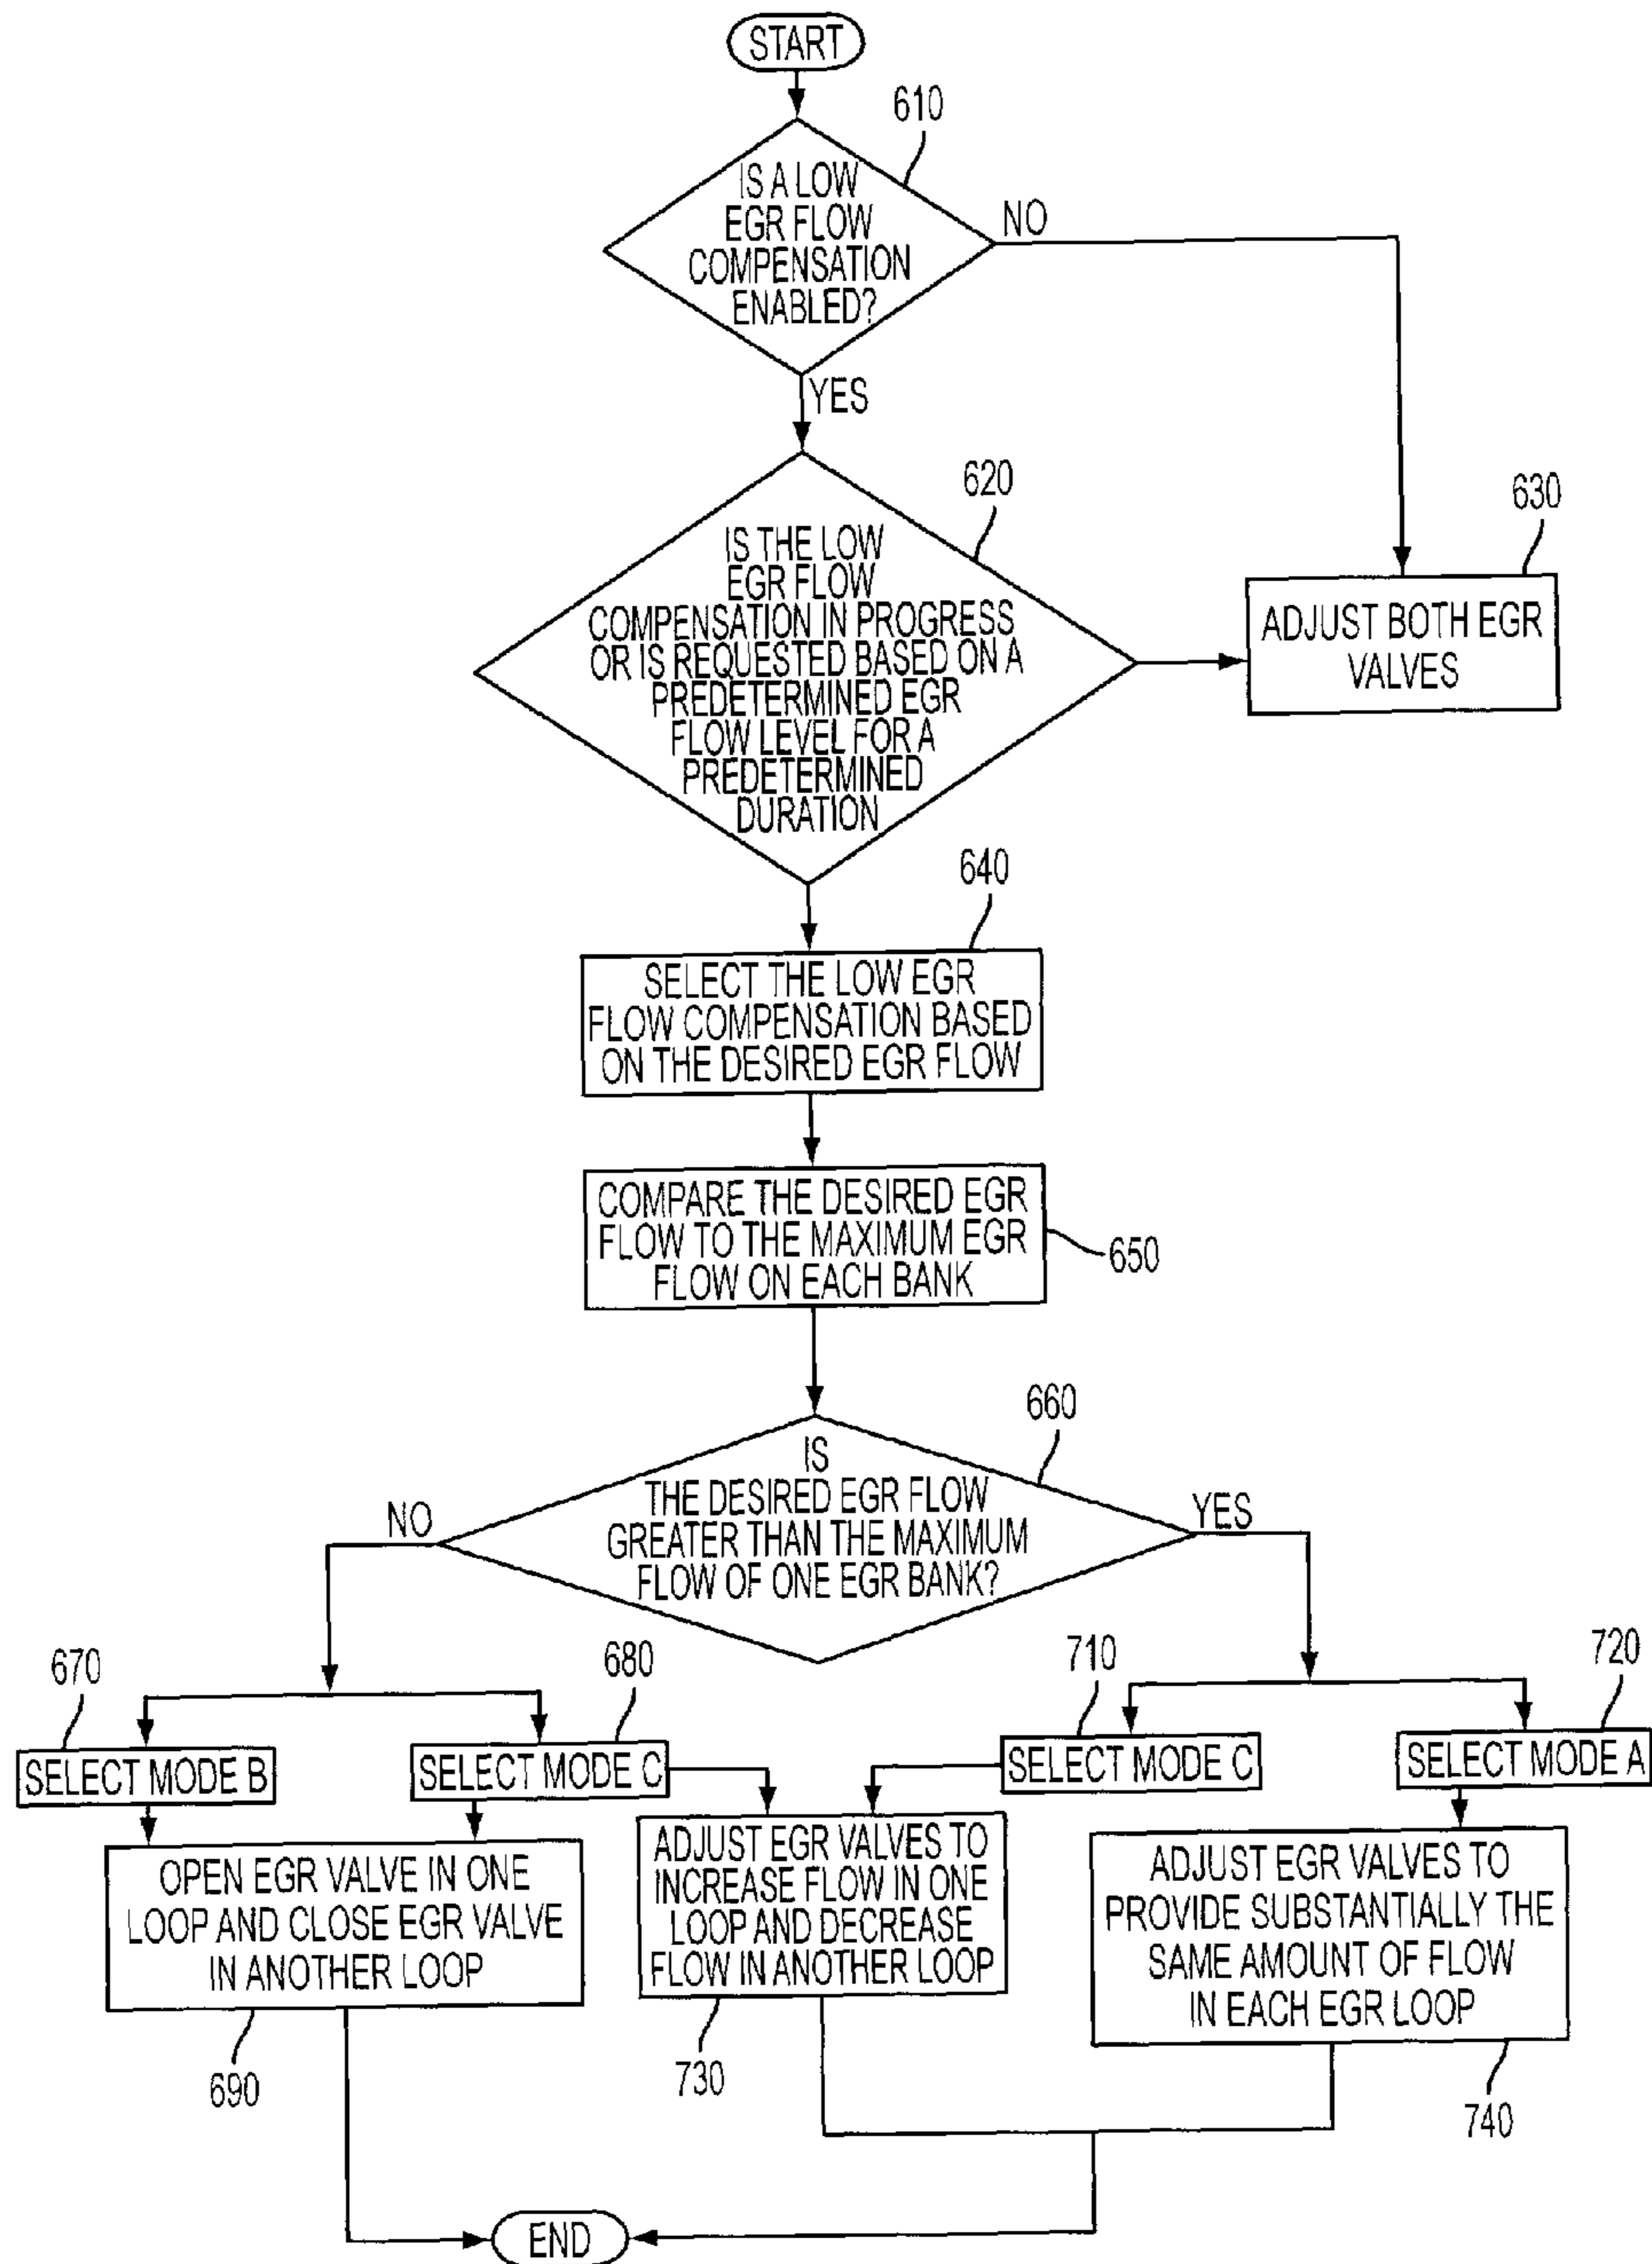 START
610
IS A LOW
EGR FLOW
COMPENSATION
ENABLED?
NO
YES
620
IS THE LOW
EGR FLOW
COMPENSATION IN PROGRESS
OR IS REQUESTED BASED ON A
PREDETERMINED EGR
FLOW LEVEL FOR A
PREDETERMINED
DURATION
630
ADJUST BOTH EGR
VALVES
640
SELECT THE LOW EGR
FLOW COMPENSATION BASED
ON THE DESIRED EGR FLOW
COMPARE THE DESIRED EGR
FLOW TO THE MAXIMUM EGR
FLOW ON EACH BANK
650
660
IS
THE DESIRED EGR FLOW
GREATER THAN THE MAXIMUM
FLOW OF ONE EGR BANK?
NO
YES
670
680
710
720
SELECT MODE B
SELECT MODE C
SELECT MODE C
SELECT MODE A
OPEN EGR VALVE IN ONE
LOOP AND CLOSE EGR VALVE
IN ANOTHER LOOP
690
ADJUST EGR VALVES TO
INCREASE FLOW IN ONE
LOOP AND DECREASE
FLOW IN ANOTHER LOOP
730
ADJUST EGR VALVES TO
PROVIDE SUBSTANTIALLY THE
SAME AMOUNT OF FLOW
IN EACH EGR LOOP
740
END